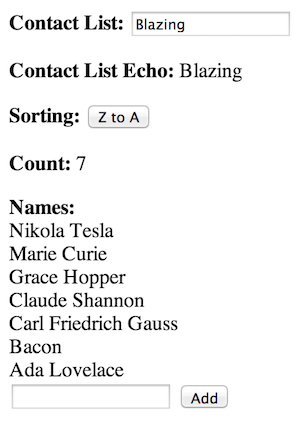 Contact List: Blazing
Contact List Echo: Blazing
Sorting: Z to A
Count: 7
Names:
Nikola Tesla
Marie Curie
Grace Hopper
Claude Shannon
Carl Friedrich Gauss
Bacon
Ada Lovelace
Add